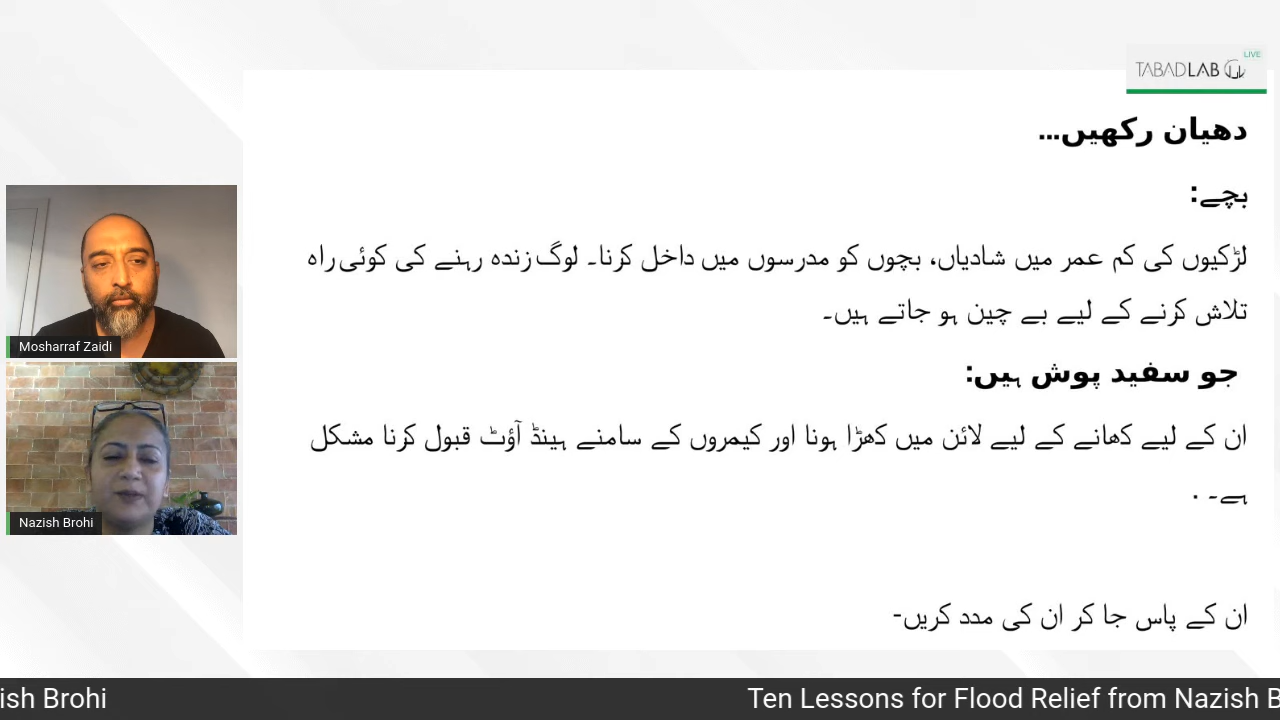 LIVE
TABADLAB
دھیان رکھیں...
بچے:
لڑکیوں کی کم عمر میں شادیاں، بچوں کو مدرسوں میں داخل کرنا۔ لوگ زندہ رہنے کی کوئی راہ
تلاش کرنے کے لیے بے چین ہو جاتے ہیں۔
جو سفید پوش ہیں:
ان کے لیے کھانے کے لیے لائن میں کھڑا ہونا اور کیمروں کے سامنے ہینڈ آؤٹ قبول کرنا مشکل
ہے۔ .
ان کے پاس جا کر ان کی مدد کریں-
Mosharraf Zaidi
Nazish Brohi
ish Brohi
Ten Lessons for Flood Relief from Nazish B